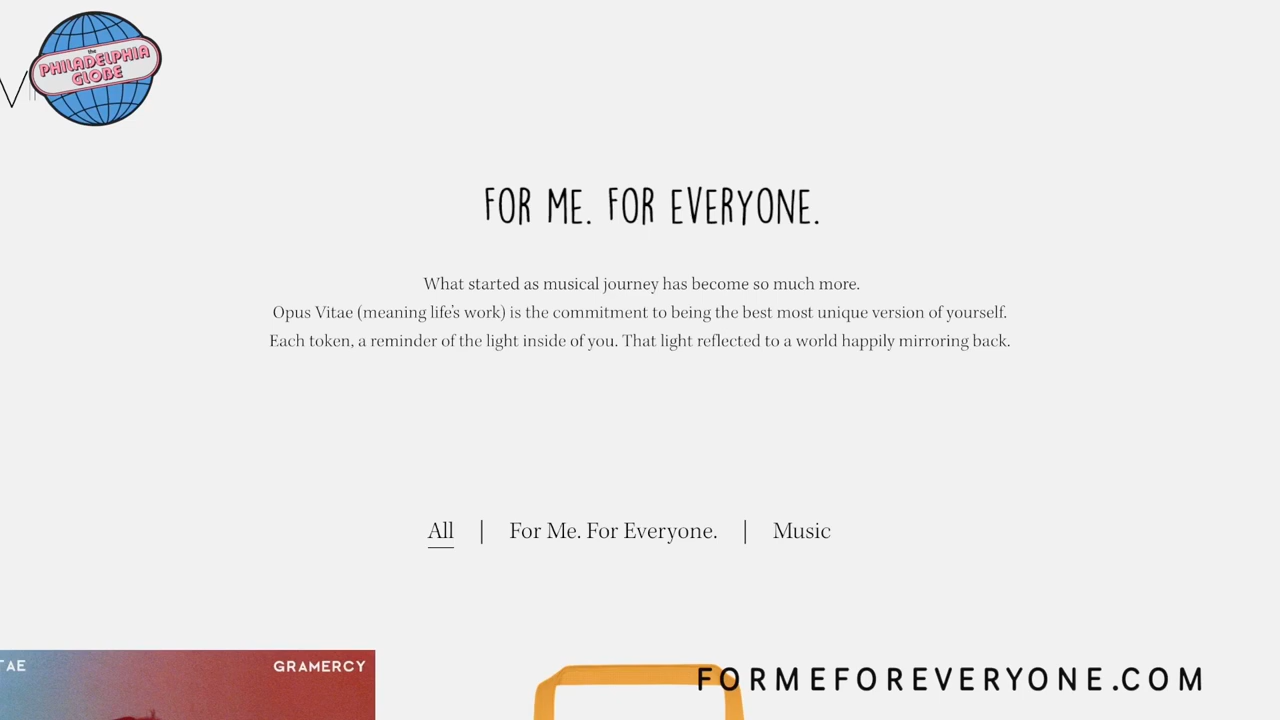 the
PHILADELPHIA
GLOBE
FOR ME. FOR EVERYONE.
What started as musical journey has become so much more.
Opus Vitae (meaning life's work) is the commitment to being the best most unique version of yourself.
Each token, a reminder of the light inside of you. That light reflected to a world happily mirroring back.
All | For Me. For Everyone. | Music
TAE GRAMERCY
FORMEFOREVERYONE.COM